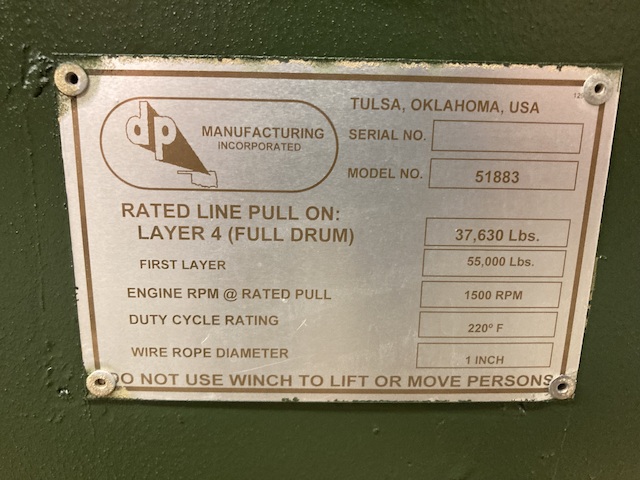 dp
MANUFACTURING
INCORPORATED
TULSA, OKLAHOMA, USA
SERIAL NO.
MODEL NO. 51883
RATED LINE PULL ON:
LAYER 4 (FULL DRUM) 37,630 Lbs.
FIRST LAYER 55,000 Lbs.
ENGINE RPM @ RATED PULL 1500 RPM
DUTY CYCLE RATING 220º F
WIRE ROPE DIAMETER 1 INCH
DO NOT USE WINCH TO LIFT OR MOVE PERSONS